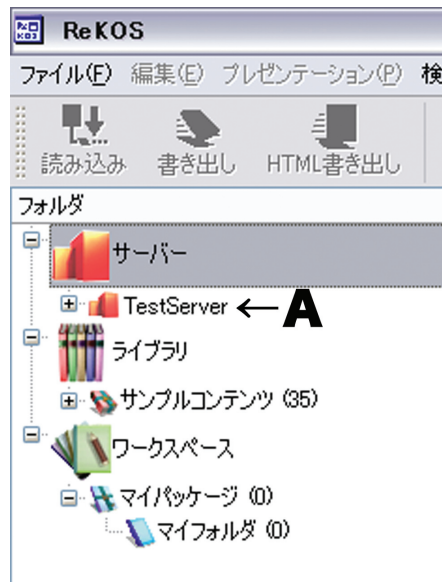 ReKOS
ファイル(F) 編集(E) プレゼンテーション(P) 検
読み込み 書き出し HTML書き出し
フォルダ
サーバー
TestServer ←A
ライブラリ
サンプルコンテンツ (35)
ワークスペース
マイパッケージ (0)
マイフォルダ (0)